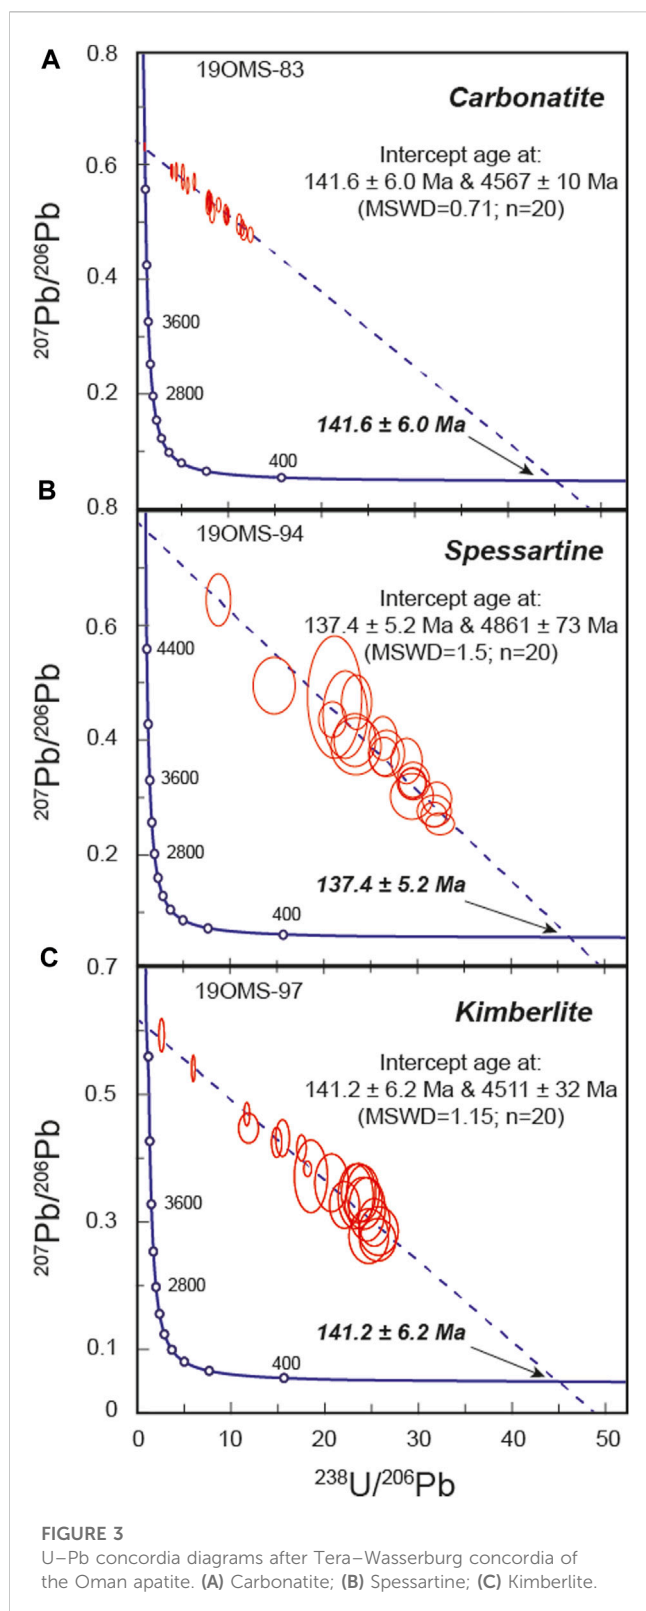 A
0.8
19OMS-83
Carbonatite
Intercept age at:
141.6 ± 6.0 Ma & 4567 ± 10 Ma
(MSWD=0.71; n=20)
0.6
0.4
0.2
207Pb/206Pb
3600
2800
400
141.6 ± 6.0 Ma
B
0.8
19OMS-94
Spessartine
Intercept age at:
137.4 ± 5.2 Ma & 4861 ± 73 Ma
(MSWD=1.5; n=20)
0.6
0.4
0.2
207Pb/206Pb
4400
3600
2800
400
137.4 ± 5.2 Ma
C
0.7
19OMS-97
Kimberlite
Intercept age at:
141.2 ± 6.2 Ma & 4511 ± 32 Ma
(MSWD=1.15; n=20)
0.5
0.3
0.1
0
207Pb/206Pb
3600
2800
400
141.2 ± 6.2 Ma
0 10 20 30 40 50
238U/206Pb
FIGURE 3
U–Pb concordia diagrams after Tera–Wasserburg concordia of
the Oman apatite. (A) Carbonatite; (B) Spessartine; (C) Kimberlite.